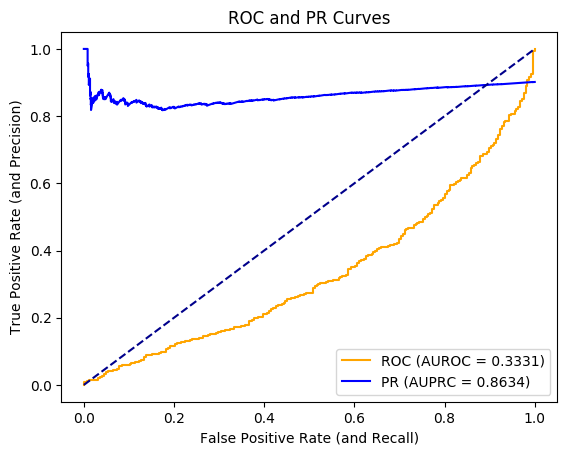 ROC and PR Curves
True Positive Rate (and Precision)
1.0
0.8
0.6
0.4
0.2
0.0
ROC (AUROC = 0.3331)
PR (AUPRC = 0.8634)
0.0 0.2 0.4 0.6 0.8 1.0
False Positive Rate (and Recall)